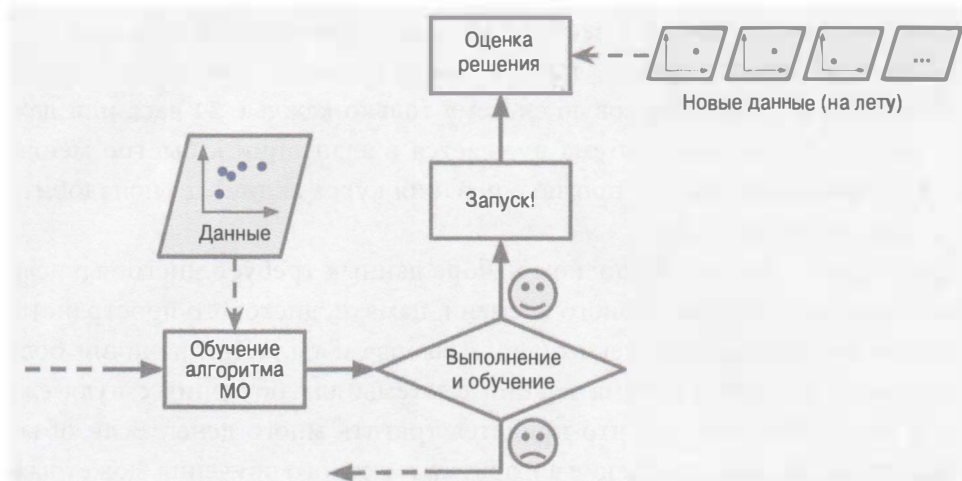 Оценка
решения
Новые данные (на лету)
Запуск!
Данные
Обучение
алгоритма
МО
Выполнение
и обучение